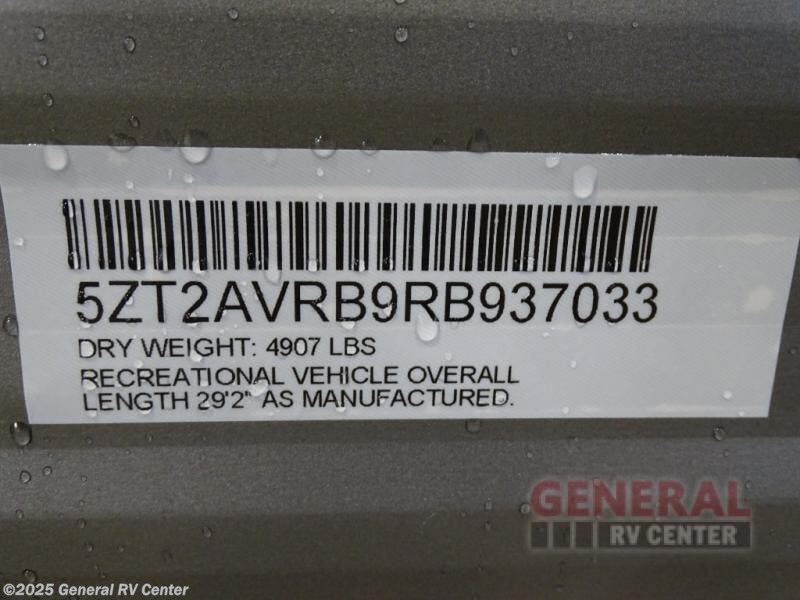 5ZT2AVRB9RB937033
DRY WEIGHT: 4907 LBS
RECREATIONAL VEHICLE OVERALL
LENGTH 29'2" AS MANUFACTURED.
GENERAL
RV CENTER
©2025 General RV Center